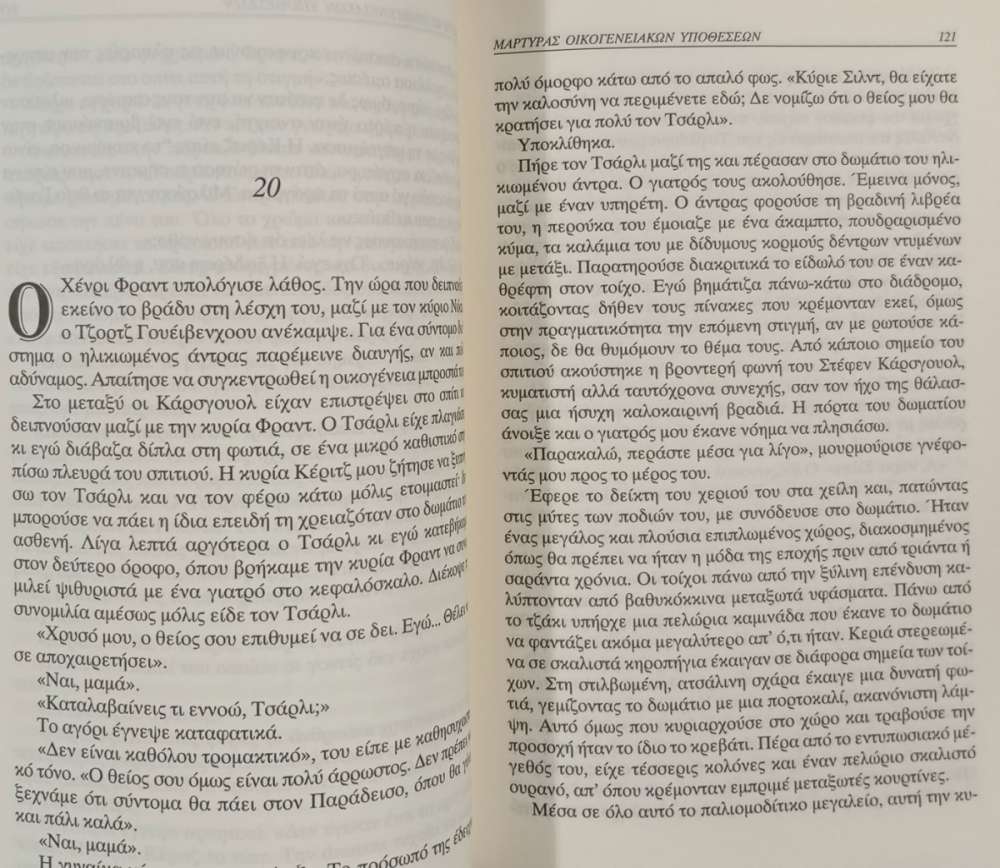 20
Ο Χένρι Φραντ υπολόγισε λάθος. Την ώρα που δειπνούσε
εκείνο το βράδυ στη λέσχη του, μαζί με τον κύριο
ο Τζορτζ Γουέιβενχοου ανέκαμψε. Για ένα σύντομο
στημα ο ηλικιωμένος άντρας παρέμεινε διαυγής, αν και
αδύναμος. Απαίτησε να συγκεντρωθεί η οικογένεια μπροστά
Στο μεταξύ οι Κάρσγουολ είχαν επιστρέψει στο σπίτι
δειπνούσαν μαζί με την κυρία Φραντ. Ο Τσάρλι είχε πλαγιάσει
κι εγώ διάβαζα δίπλα στη φωτιά, σε ένα μικρό καθιστικό στη
πίσω πλευρά του σπιτιού. Η κυρία Κέριτζ μου ζήτησε να
σω τον Τσάρλι και να τον φέρω κάτω μόλις ετοιμαστεί·
μπορούσε να πάει η ίδια επειδή τη χρειαζόταν στο δωμάτιο
ασθενή. Λίγα λεπτά αργότερα ο Τσάρλι κι εγώ κατεβήκαμε
στον δεύτερο όροφο, όπου βρήκαμε την κυρία Φραντ να
μιλεί ψιθυριστά με ένα γιατρό στο κεφαλόσκαλο. Διέκοψε
συνομιλία αμέσως μόλις είδε τον Τσάρλι.
«Χρυσό μου, ο θείος σου επιθυμεί να σε δει. Εγώ... Θέλει
σε αποχαιρετήσει».
«Ναι, μαμά».
«Καταλαβαίνεις τι εννοώ, Τσάρλι;»
Το αγόρι έγνεψε καταφατικά.
«Δεν είναι καθόλου τρομακτικό», του είπε με καθησυχαστι-
κό τόνο. «Ο θείος σου όμως είναι πολύ άρρωστος. Δεν πρέπει
ξεχνάμε ότι σύντομα θα πάει στον Παράδεισο, όπου θα
και πάλι καλά».
«Ναι, μαμά».
Το πρόσωπό της
ΜΑΡΤΥΡΑΣ ΟΙΚΟΓΕΝΕΙΑΚΩΝ ΥΠΟΘΕΣΕΩΝ 121
πολύ όμορφο κάτω από το απαλό φως. «Κύριε Σιλντ, θα είχατε
την καλοσύνη να περιμένετε εδώ; Δε νομίζω ότι ο θείος μου θα
κρατήσει για πολύ τον Τσάρλι».
Υποκλίθηκα.
Πήρε τον Τσάρλι μαζί της και πέρασαν στο δωμάτιο του ηλι-
κιωμένου άντρα. Ο γιατρός τους ακολούθησε. Έμεινα μόνος,
μαζί με έναν υπηρέτη. Ο άντρας φορούσε τη βραδινή λιβρέα
του, η περούκα του έμοιαζε με ένα άκαμπτο, πουδραρισμένο
κύμα, τα καλάμια του με δίδυμους κορμούς δέντρων ντυμένων
με μετάξι. Παρατηρούσε διακριτικά το είδωλό του σε έναν κα-
θρέφτη στον τοίχο. Εγώ βημάτιζα πάνω-κάτω στο διάδρομο,
κοιτάζοντας δήθεν τους πίνακες που κρέμονταν εκεί, όμως
στην πραγματικότητα την επόμενη στιγμή, αν με ρωτούσε κά-
ποιος, δε θα θυμόμουν το θέμα τους. Από κάποιο σημείο του
σπιτιού ακούστηκε η βροντερή φωνή του Στέφεν Κάρσγουολ,
κυματιστή αλλά ταυτόχρονα συνεχής, σαν τον ήχο της θάλασ-
σας μια ήσυχη καλοκαιρινή βραδιά. Η πόρτα του δωματίου
άνοιξε και ο γιατρός μου έκανε νόημα να πλησιάσω.
«Παρακαλώ, περάστε μέσα για λίγο», μουρμούρισε γνέφο-
ντάς μου προς το μέρος του.
Έφερε το δείκτη του χεριού του στα χείλη και, πατώντας
στις μύτες των ποδιών του, με συνόδευσε στο δωμάτιο. Ήταν
ένας μεγάλος και πλούσια επιπλωμένος χώρος, διακοσμημένος
όπως θα πρέπει να ήταν η μόδα της εποχής πριν από τριάντα ή
σαράντα χρόνια. Οι τοίχοι πάνω από την ξύλινη επένδυση κα-
λύπτονταν από βαθυκόκκινα μεταξωτά υφάσματα. Πάνω από
το τζάκι υπήρχε μια πελώρια καμινάδα που έκανε το δωμάτιο
να φαντάζει ακόμα μεγαλύτερο απ' ό,τι ήταν. Κεριά στερεωμέ-
να σε σκαλιστά κηροπήγια έκαιγαν σε διάφορα σημεία των τοί-
χων. Στη στιλβωμένη, ατσάλινη σχάρα έκαιγε μια δυνατή φω-
τιά, γεμίζοντας το δωμάτιο με μια πορτοκαλί, ακανόνιστη λάμ-
ψη. Αυτό όμως που κυριαρχούσε στο χώρο και τραβούσε την
προσοχή ήταν το ίδιο το κρεβάτι. Πέρα από το εντυπωσιακό μέ-
γεθός του, είχε τέσσερις κολόνες και έναν πελώριο σκαλιστό
ουρανό, απ' όπου κρέμονταν εμπριμέ μεταξωτές κουρτίνες.
Μέσα σε όλο αυτό το παλιομοδίτικο μεγαλείο, αυτή την κυ-